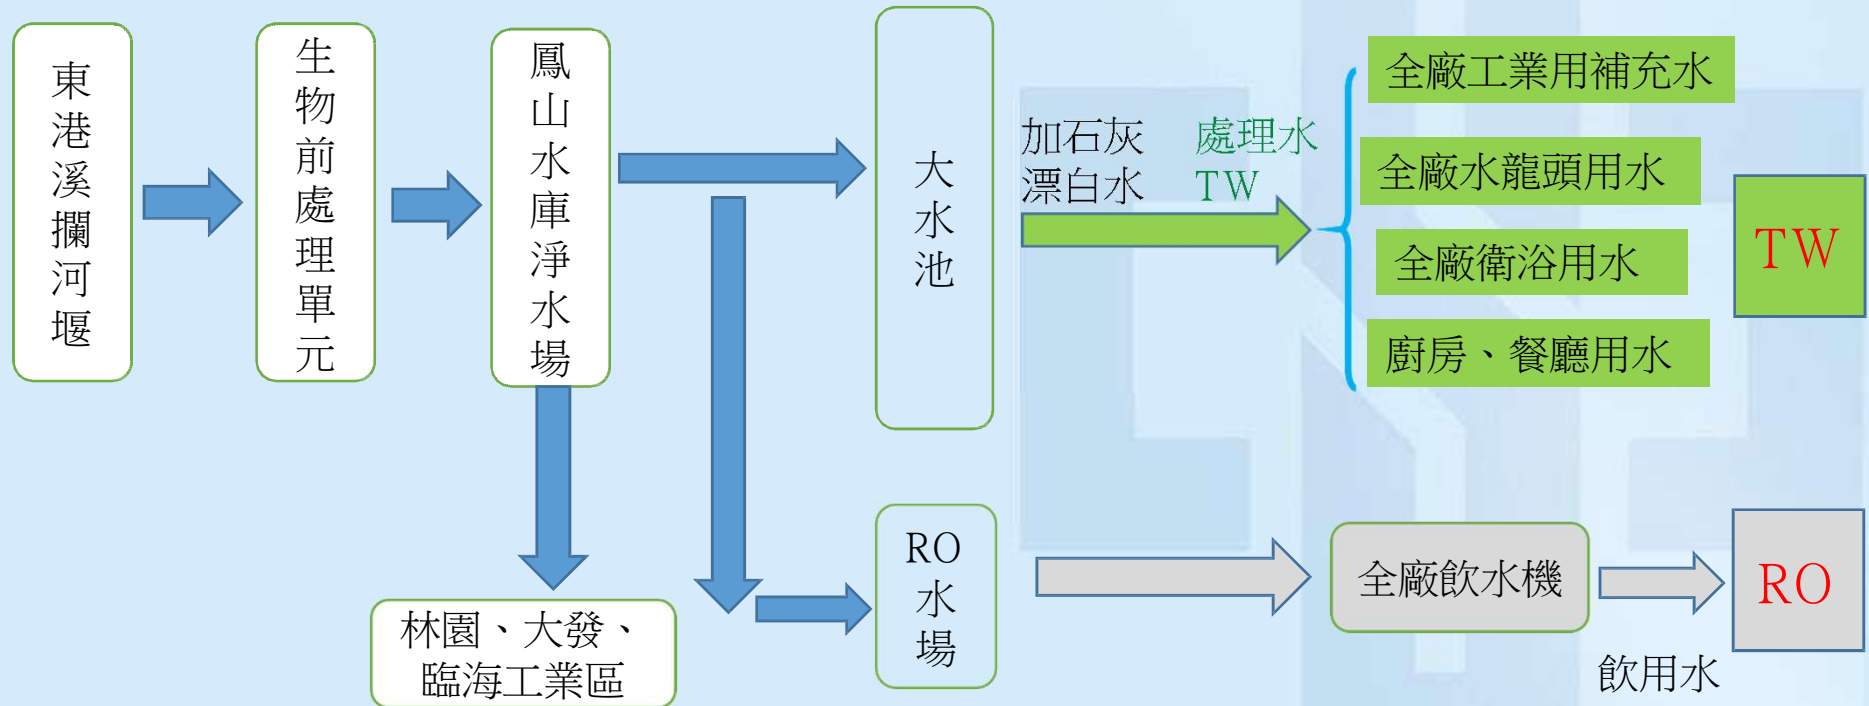 東港溪攔河堰
生物前處理單元
鳳山水庫淨水場
大水池
加石灰
漂白水
處理水
TW
全廠工業用補充水
全廠水龍頭用水
全廠衛浴用水
廚房、餐廳用水
TW
林園、大發、
臨海工業區
RO
水場
全廠飲水機
飲用水
RO